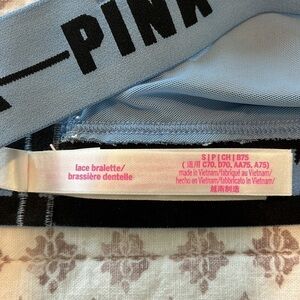 PINK
lace bralette/
brassière dentelle
S | P | CH | B75
( 适用 C70, D70, AA75, A75)
made in Vietnam/fabriqué au Vietnam/
hecho en Vietnam/fabbricato in Vietnam/
越南制造